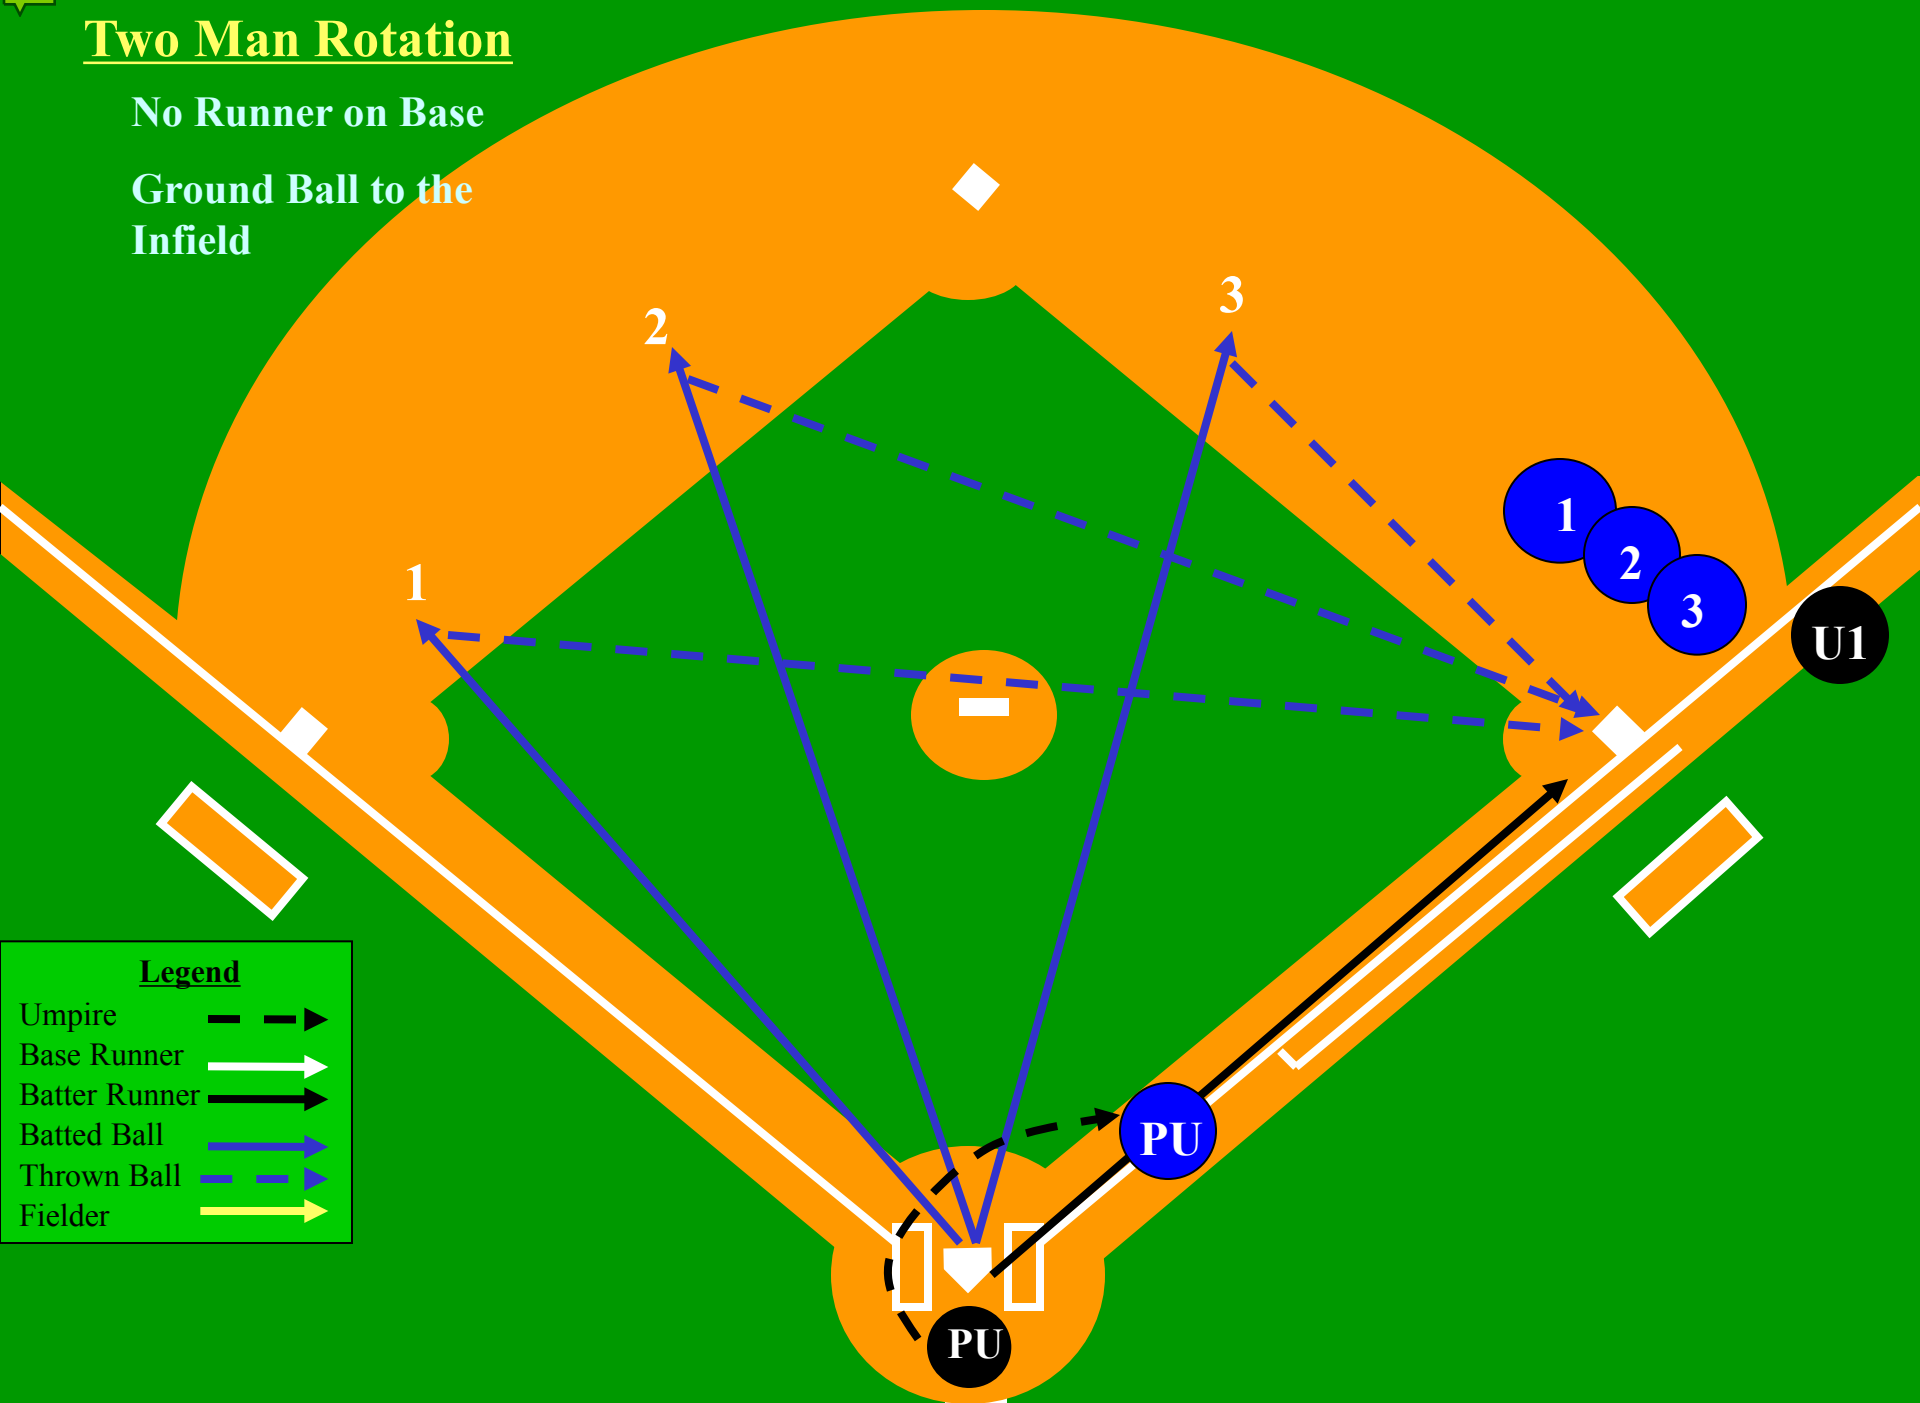 Two Man Rotation
No Runner on Base
Ground Ball to the
Infield
3
2
1
1
2
3
U1
Legend
Umpire
Base Runner
Batter Runner
Batted Ball
Thrown Ball
Fielder
PU
PU